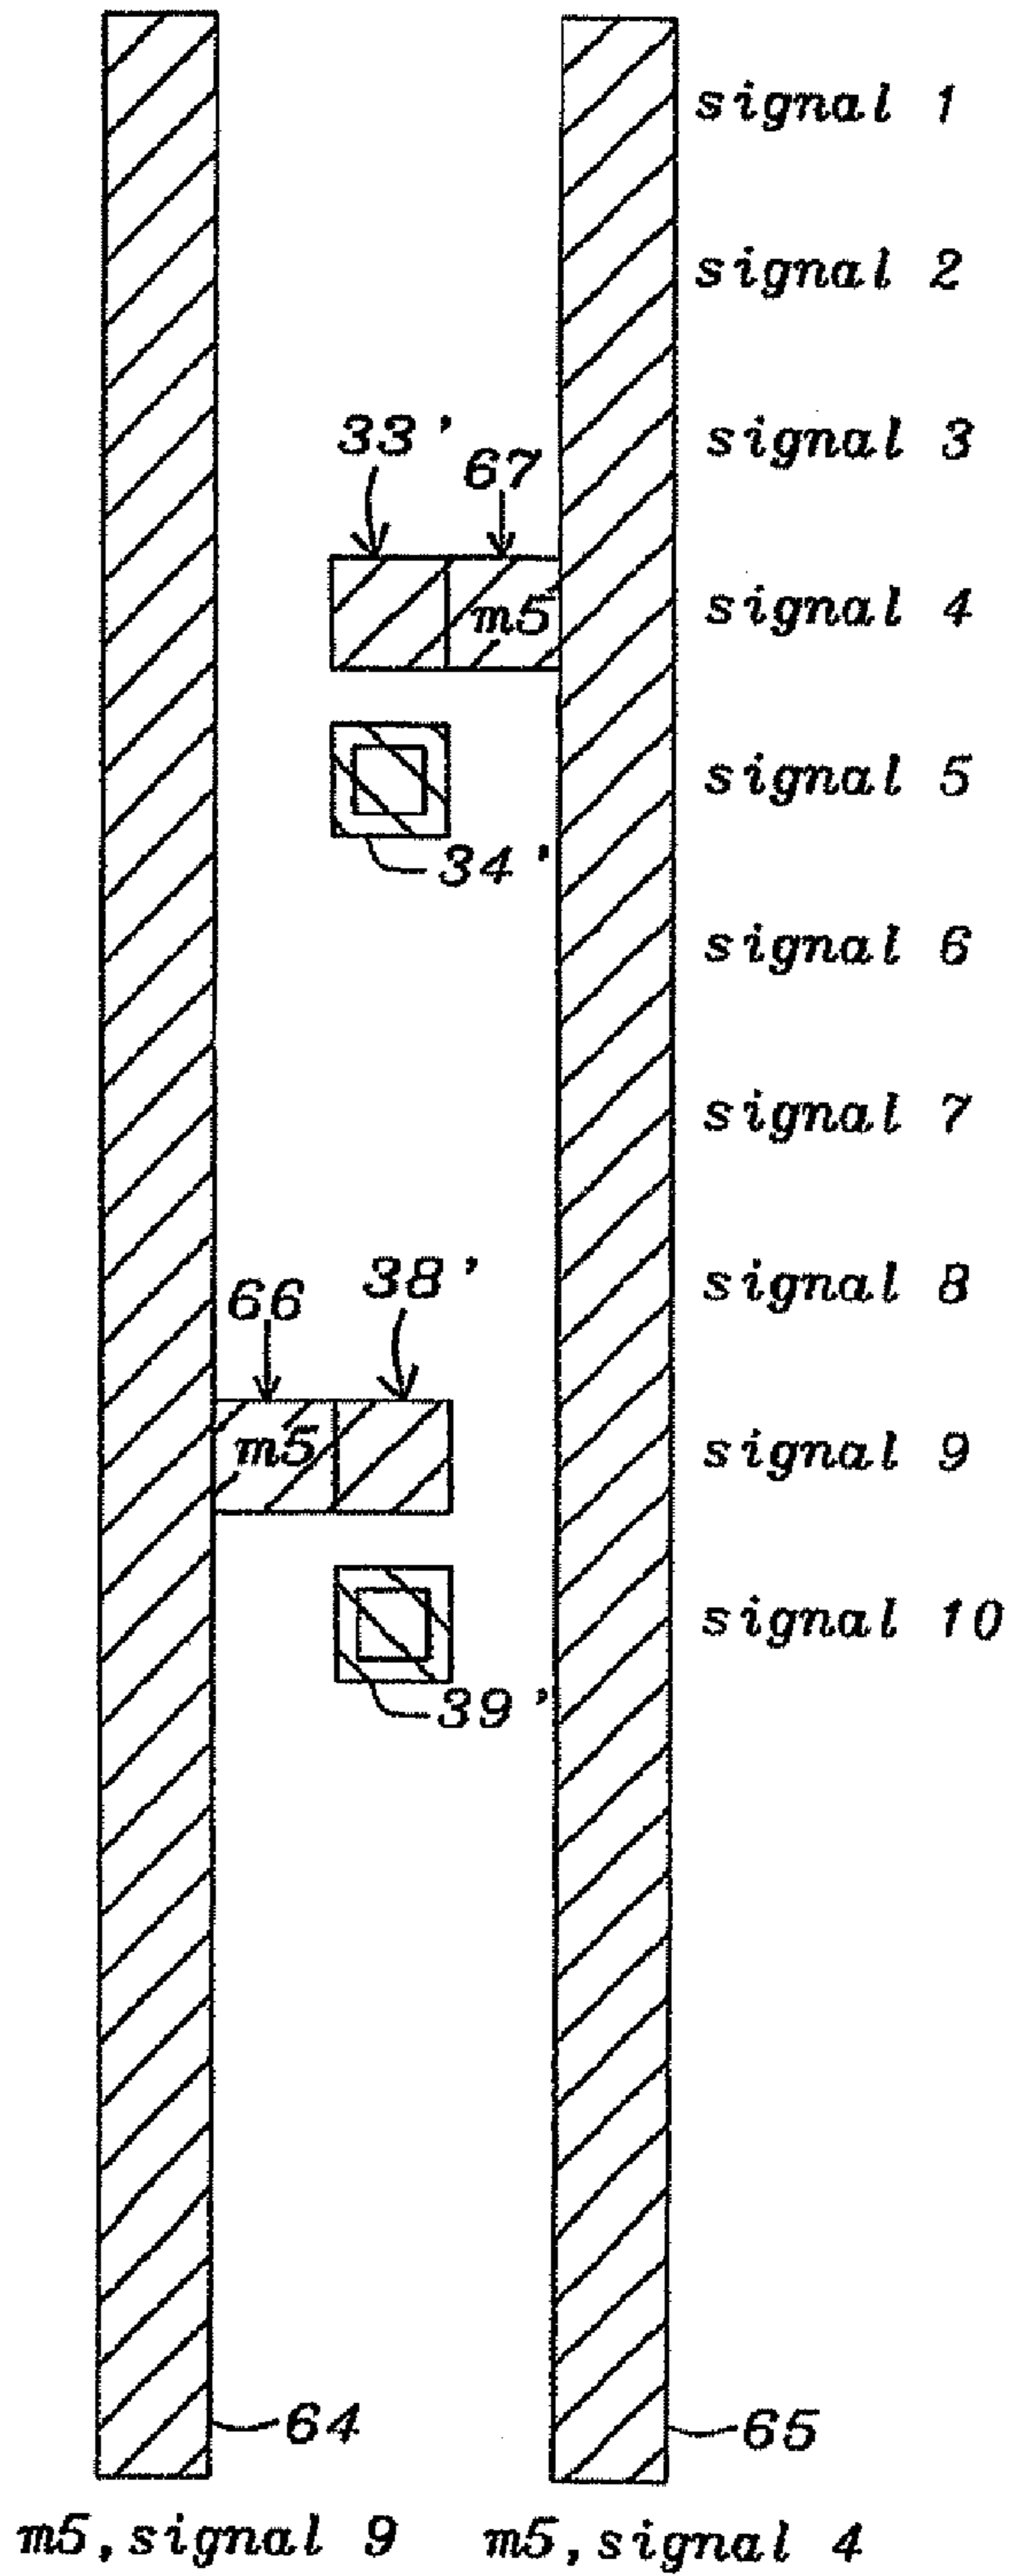 signal 1
signal 2
33' signal 3
67
m5 signal 4
signal 5
34'
signal 6
signal 7
66 38' signal 8
m5 signal 9
signal 10
39'
64 65
m5,signal 9 m5,signal 4